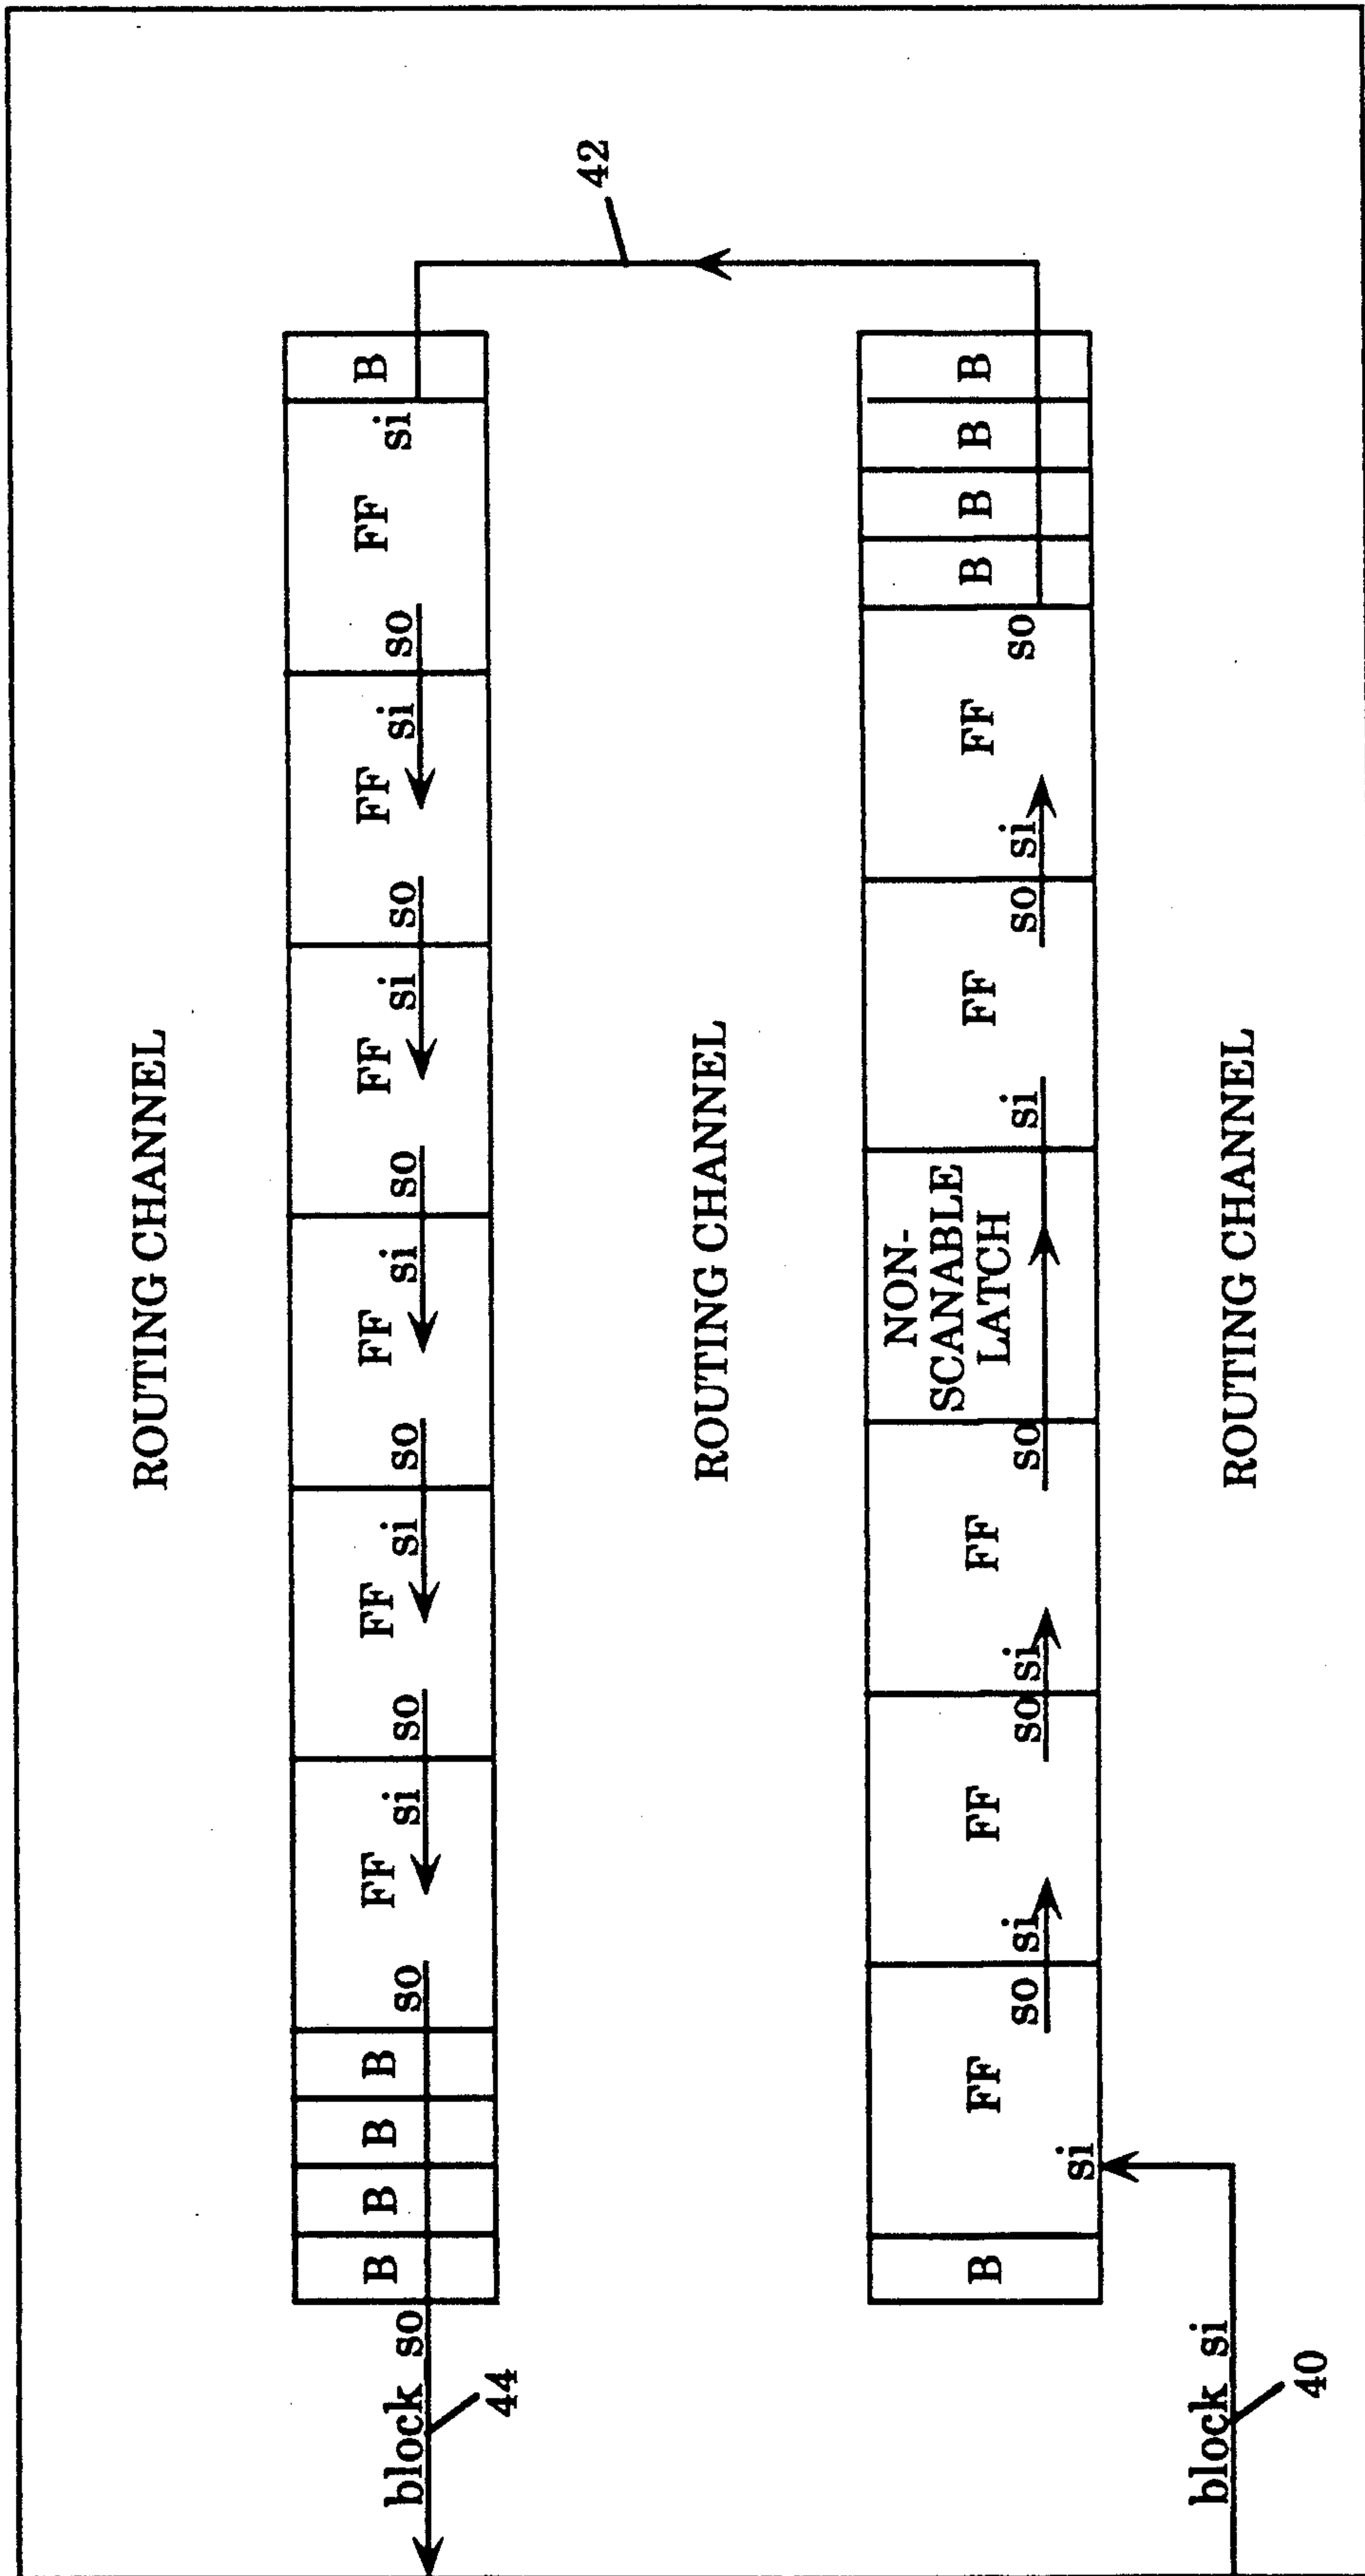 ROUTING CHANNEL
B B B B FF FF FF FF FF FF B
block so so si so si so si so si so si so si
44
42
ROUTING CHANNEL
NON-
SCANABLE
LATCH
B FF FF FF FF FF B B B B
so si so si so si so si so
si
block si
ROUTING CHANNEL
40